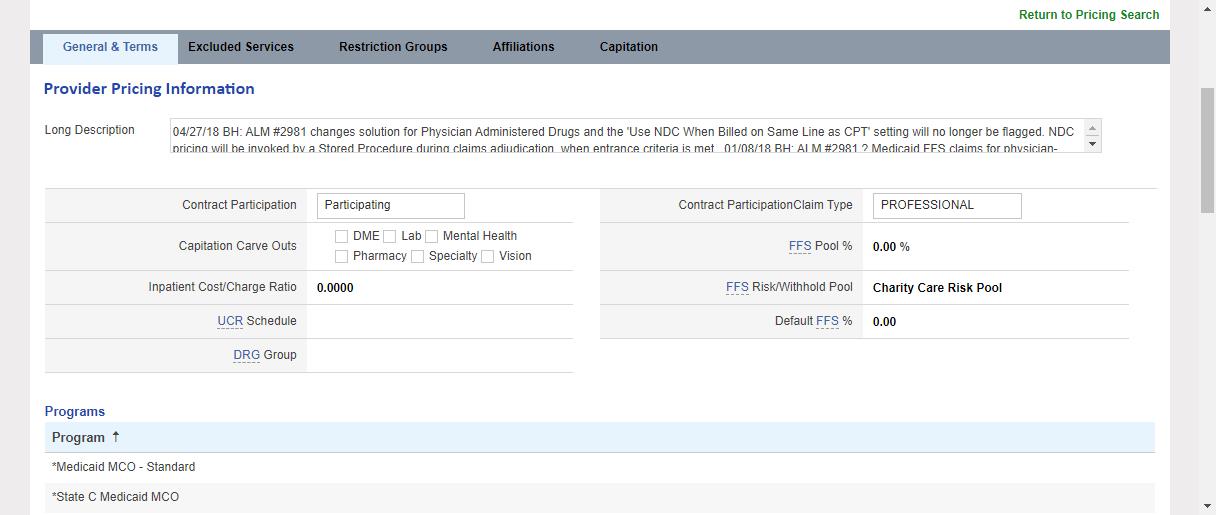 Return to Pricing Search
General & Terms Excluded Services Restriction Groups Affiliations Capitation
Provider Pricing Information
Long Description
04/27/18 BH: ALM #2981 changes solution for Physician Administered Drugs and the 'Use NDC When Billed on Same Line as CPT' setting will no longer be flagged. NDC
pricing will be invoked by a Stored Procedure during claims adjudication, when entrance criteria is met. 01/08/18 BH: ALM #2981 ? Medicaid FFS claims for physician-
Contract Participation Participating Contract ParticipationClaim Type PROFESSIONAL
Capitation Carve Outs DME Lab Mental Health
Pharmacy Specialty Vision
FFS Pool % 0.00 %
Inpatient Cost/Charge Ratio 0.0000 FFS Risk/Withhold Pool Charity Care Risk Pool
UCR Schedule Default FFS % 0.00
DRG Group
Programs
Program ↑
*Medicaid MCO - Standard
*State C Medicaid MCO